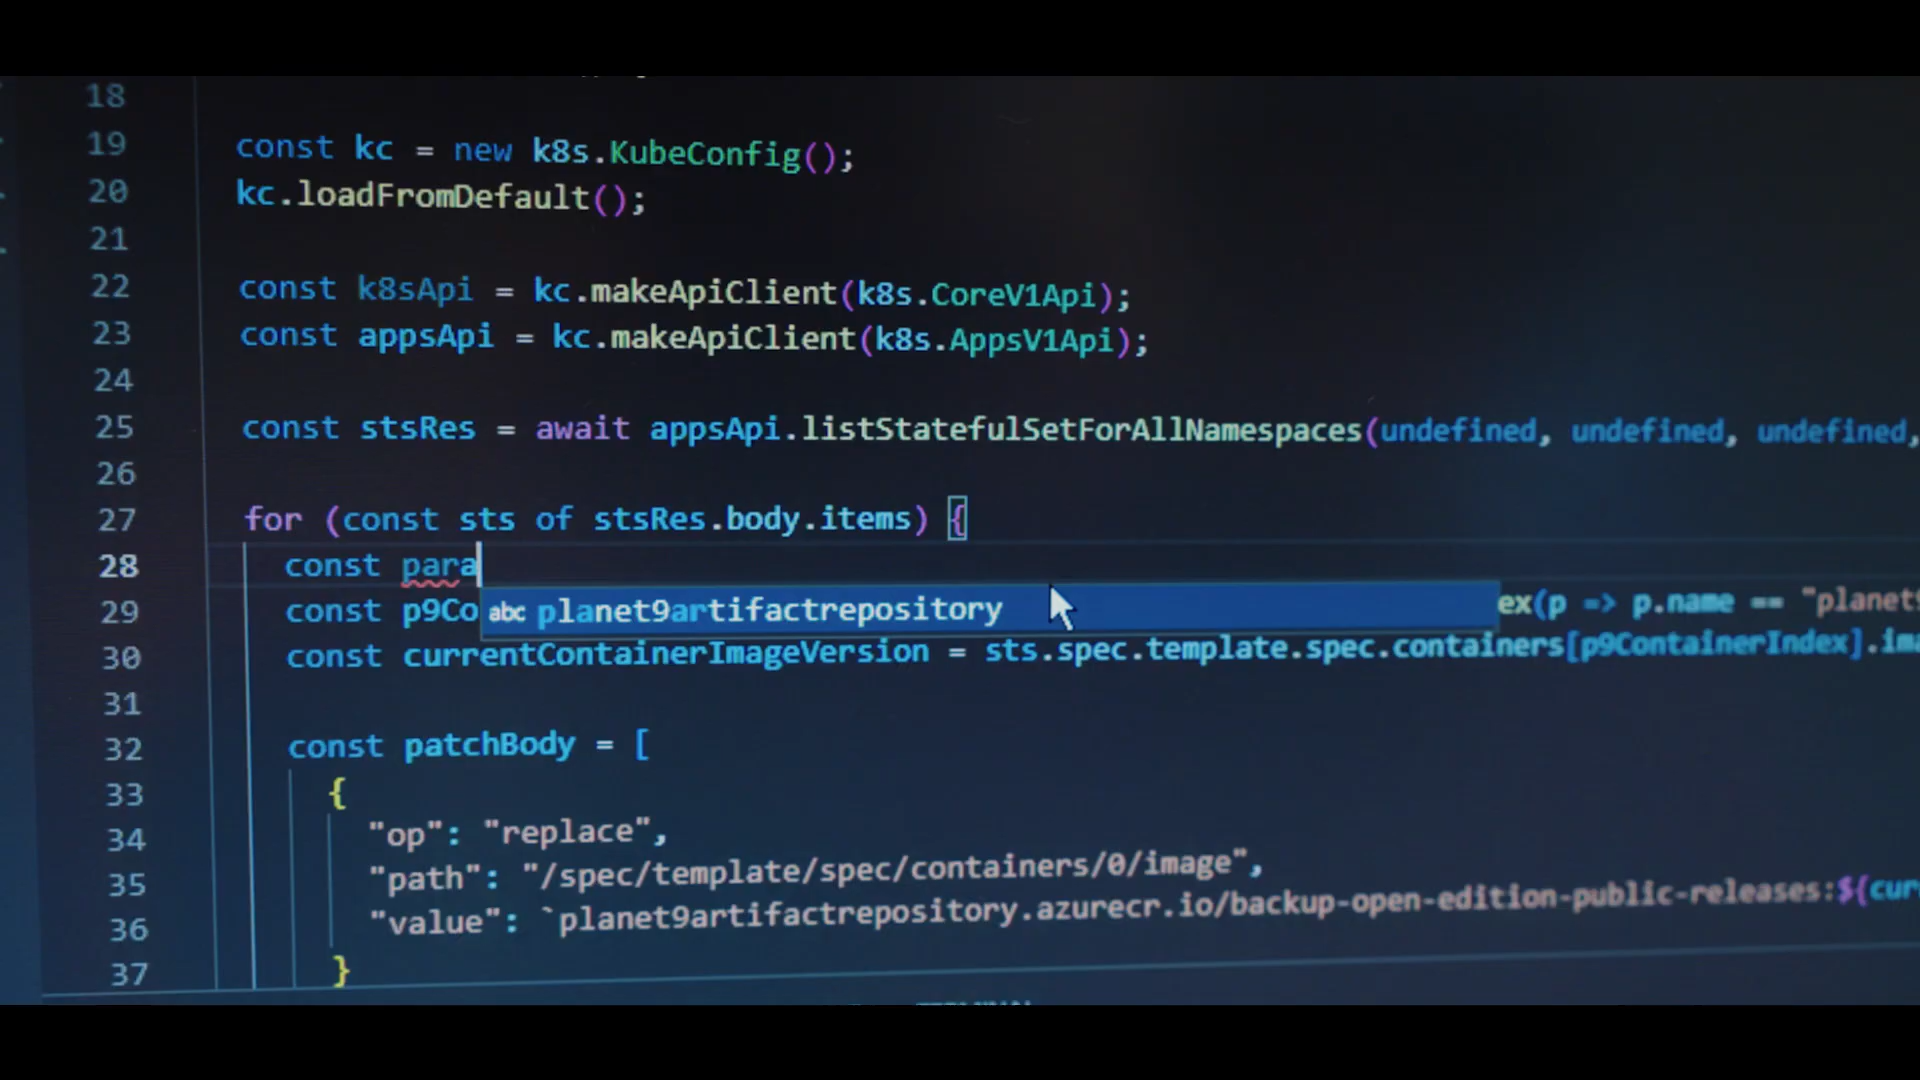 18
19 const kc = new k8s.KubeConfig();
20 kc.loadFromDefault();
21
22 const k8sApi = kc.makeApiClient(k8s.CoreV1Api);
23 const appsApi = kc.makeApiClient(k8s.AppsV1Api);
24
25 const stsRes = await appsApi.listStatefulSetForAllNamespaces(undefined, undefined, undefined,
26
27 for (const sts of stsRes.body.items) {
28 const para
29 const p9Co abc planet9artifactrepository ex(p => p.name == "planet9
30 const currentContainerImageVersion = sts.spec.template.spec.containers[p9ContainerIndex].ima
31
32 const patchBody = [
33 {
34 "op": "replace",
35 "path": "/spec/template/spec/containers/0/image",
36 "value": `planet9artifactrepository.azurecr.io/backup-open-edition-public-releases:${cur
37 }